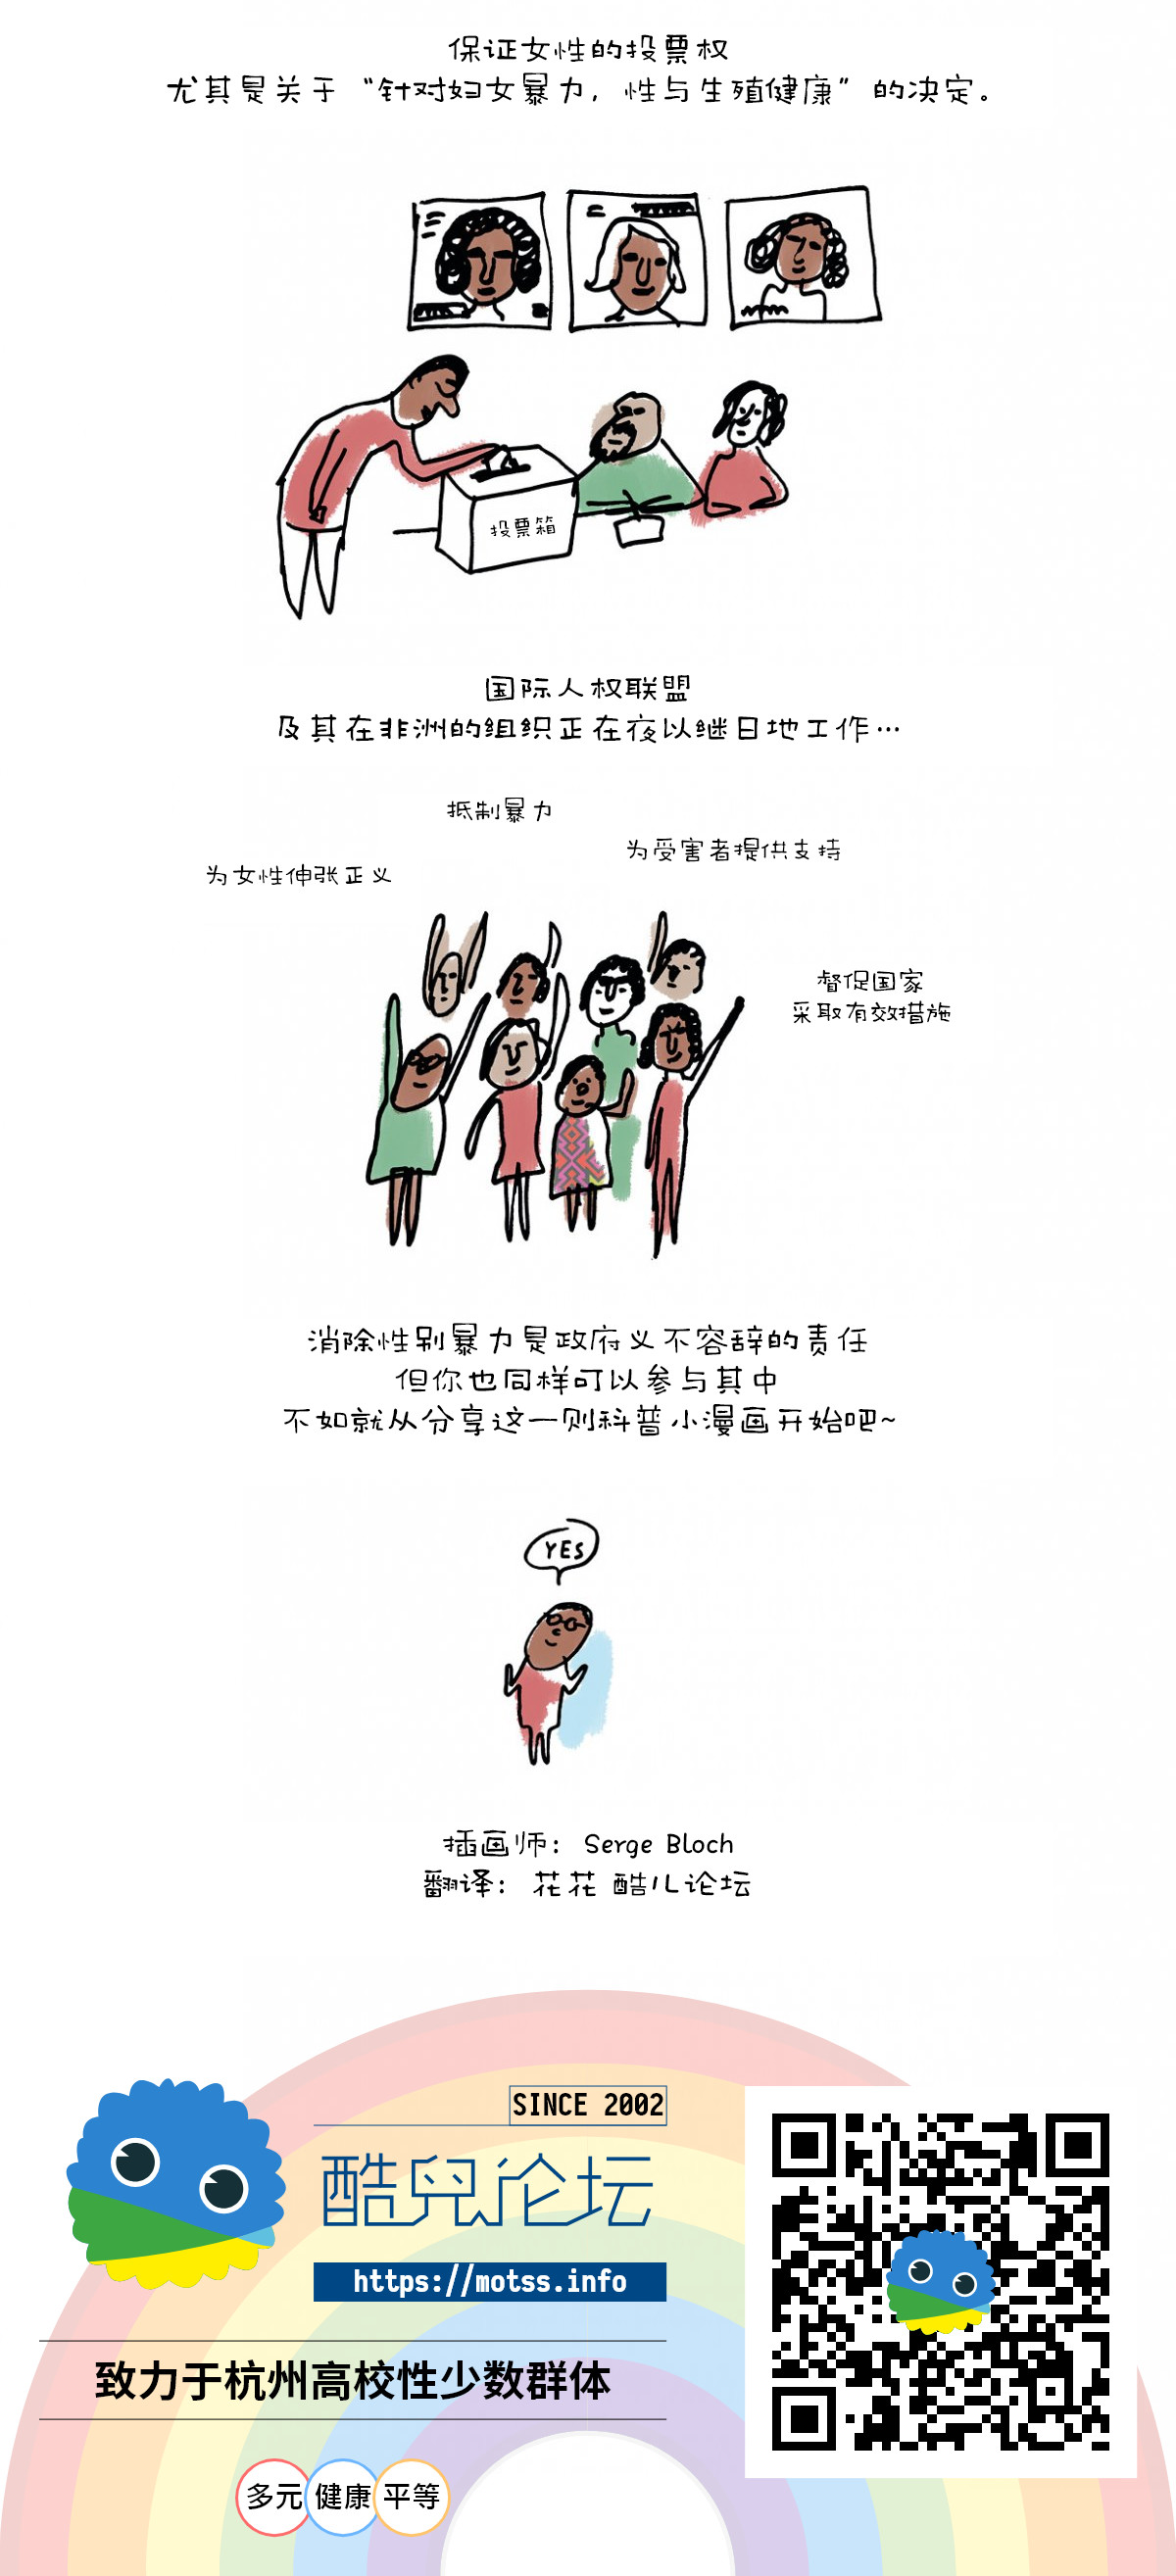 保证女性的投票权
尤其是关于“针对妇女暴力，性与生殖健康”的决定。
投票箱
国际人权联盟
及其在非洲的组织正在夜以继日地工作…
抵制暴力
为受害者提供支持
为女性伸张正义
督促国家
采取有效措施
消除性别暴力是政府义不容辞的责任
但你也同样可以参与其中
不如就从分享这一则科普小漫画开始吧~
YES
插画师： Serge Bloch
翻译： 花花 酷儿论坛
SINCE 2002
酷兒论坛
https://motss.info
致力于杭州高校性少数群体
多元 健康 平等